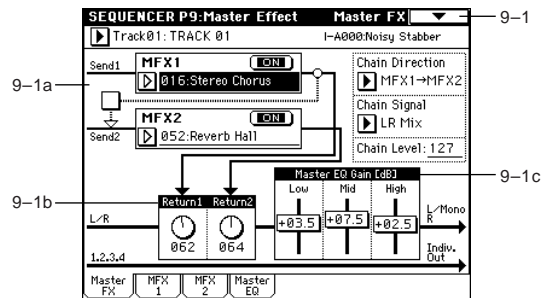 SEQUENCER P9:Master Effect Master FX
9–1
Track01: TRACK 01 I-A000:Noisy Stabber
9–1a
Send1
MFX1 ON
016:Stereo Chorus
Chain Direction
MFX1→MFX2
Chain Signal
LR Mix
Chain Level: 127
Send2
MFX2 ON
052:Reverb Hall
9–1b
9–1c
Master EQ Gain [dB]
Low Mid High
+03.5 +07.5 +02.5
Return1 Return2
062 064
L/R
L/Mono
R
1.2.3.4
Indiv.
Out
Master FX
MFX 1
MFX 2
Master EQ